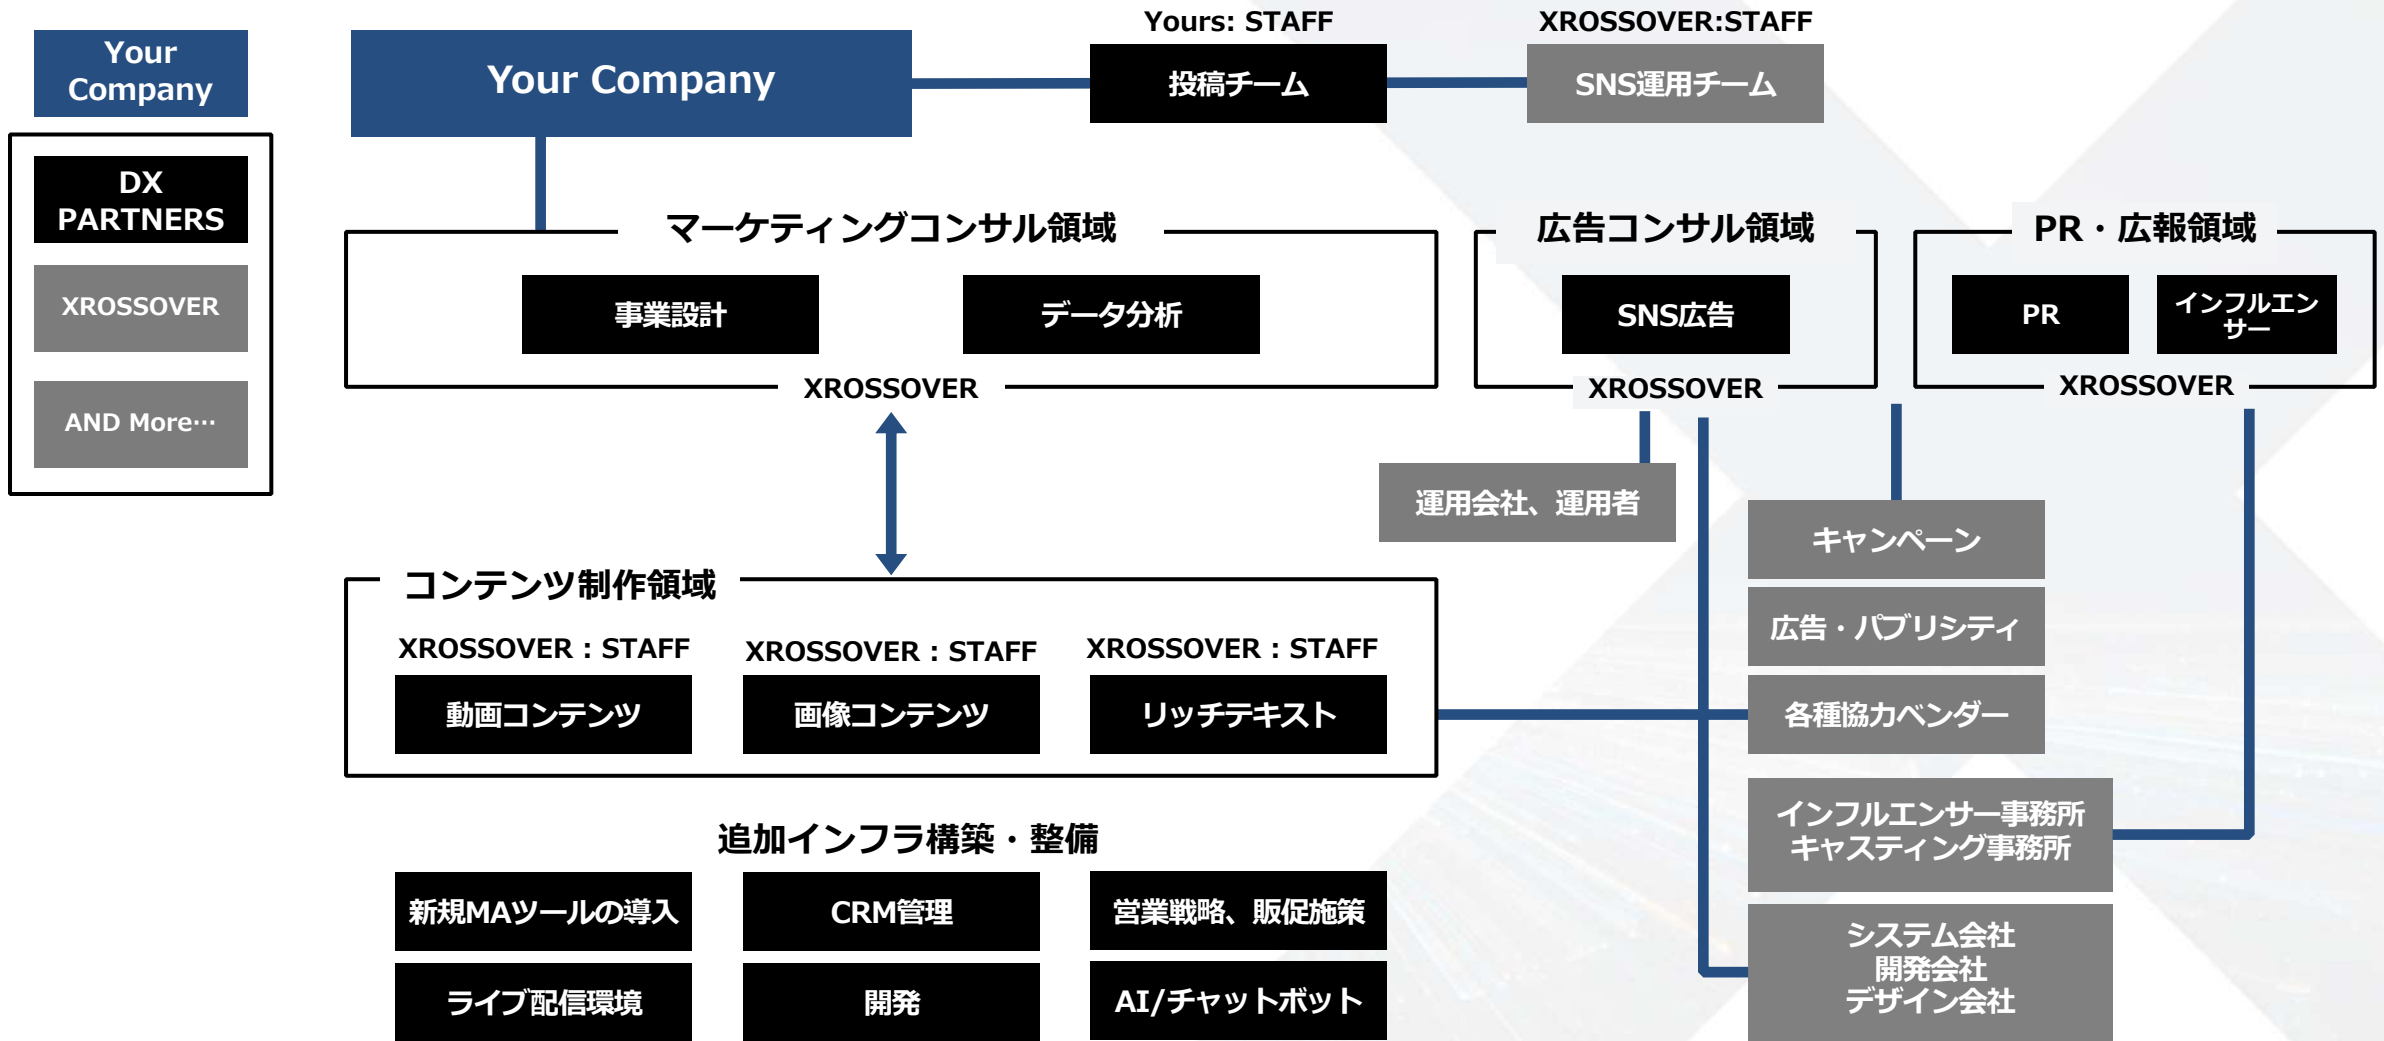 Your
Company
DX
PARTNERS
XROSSOVER
AND More…
Your Company
Yours: STAFF
投稿チーム
XROSSOVER:STAFF
SNS運用チーム
マーケティングコンサル領域
事業設計
データ分析
XROSSOVER
広告コンサル領域
SNS広告
XROSSOVER
PR・広報領域
PR
インフルエン
サー
XROSSOVER
運用会社、運用者
キャンペーン
広告・パブリシティ
各種協力ベンダー
インフルエンサー事務所
キャスティング事務所
システム会社
開発会社
デザイン会社
コンテンツ制作領域
XROSSOVER：STAFF
動画コンテンツ
XROSSOVER：STAFF
画像コンテンツ
XROSSOVER：STAFF
リッチテキスト
追加インフラ構築・整備
新規MAツールの導入
CRM管理
営業戦略、販促施策
ライブ配信環境
開発
AI/チャットボット